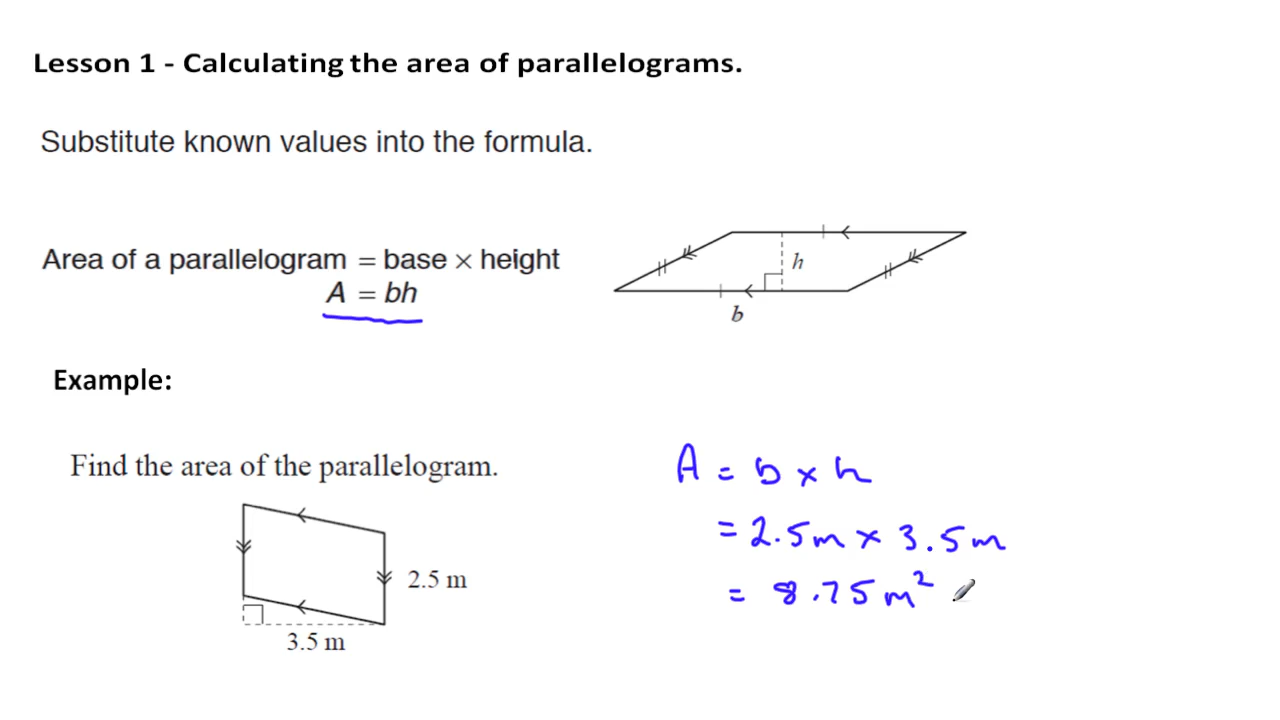 Lesson 1 - Calculating the area of parallelograms.
Substitute known values into the formula.
Area of a parallelogram = base × height
A = bh
h
b
Example:
Find the area of the parallelogram.
2.5 m
3.5 m
A = b × h
= 2.5m × 3.5m
= 8.75m²